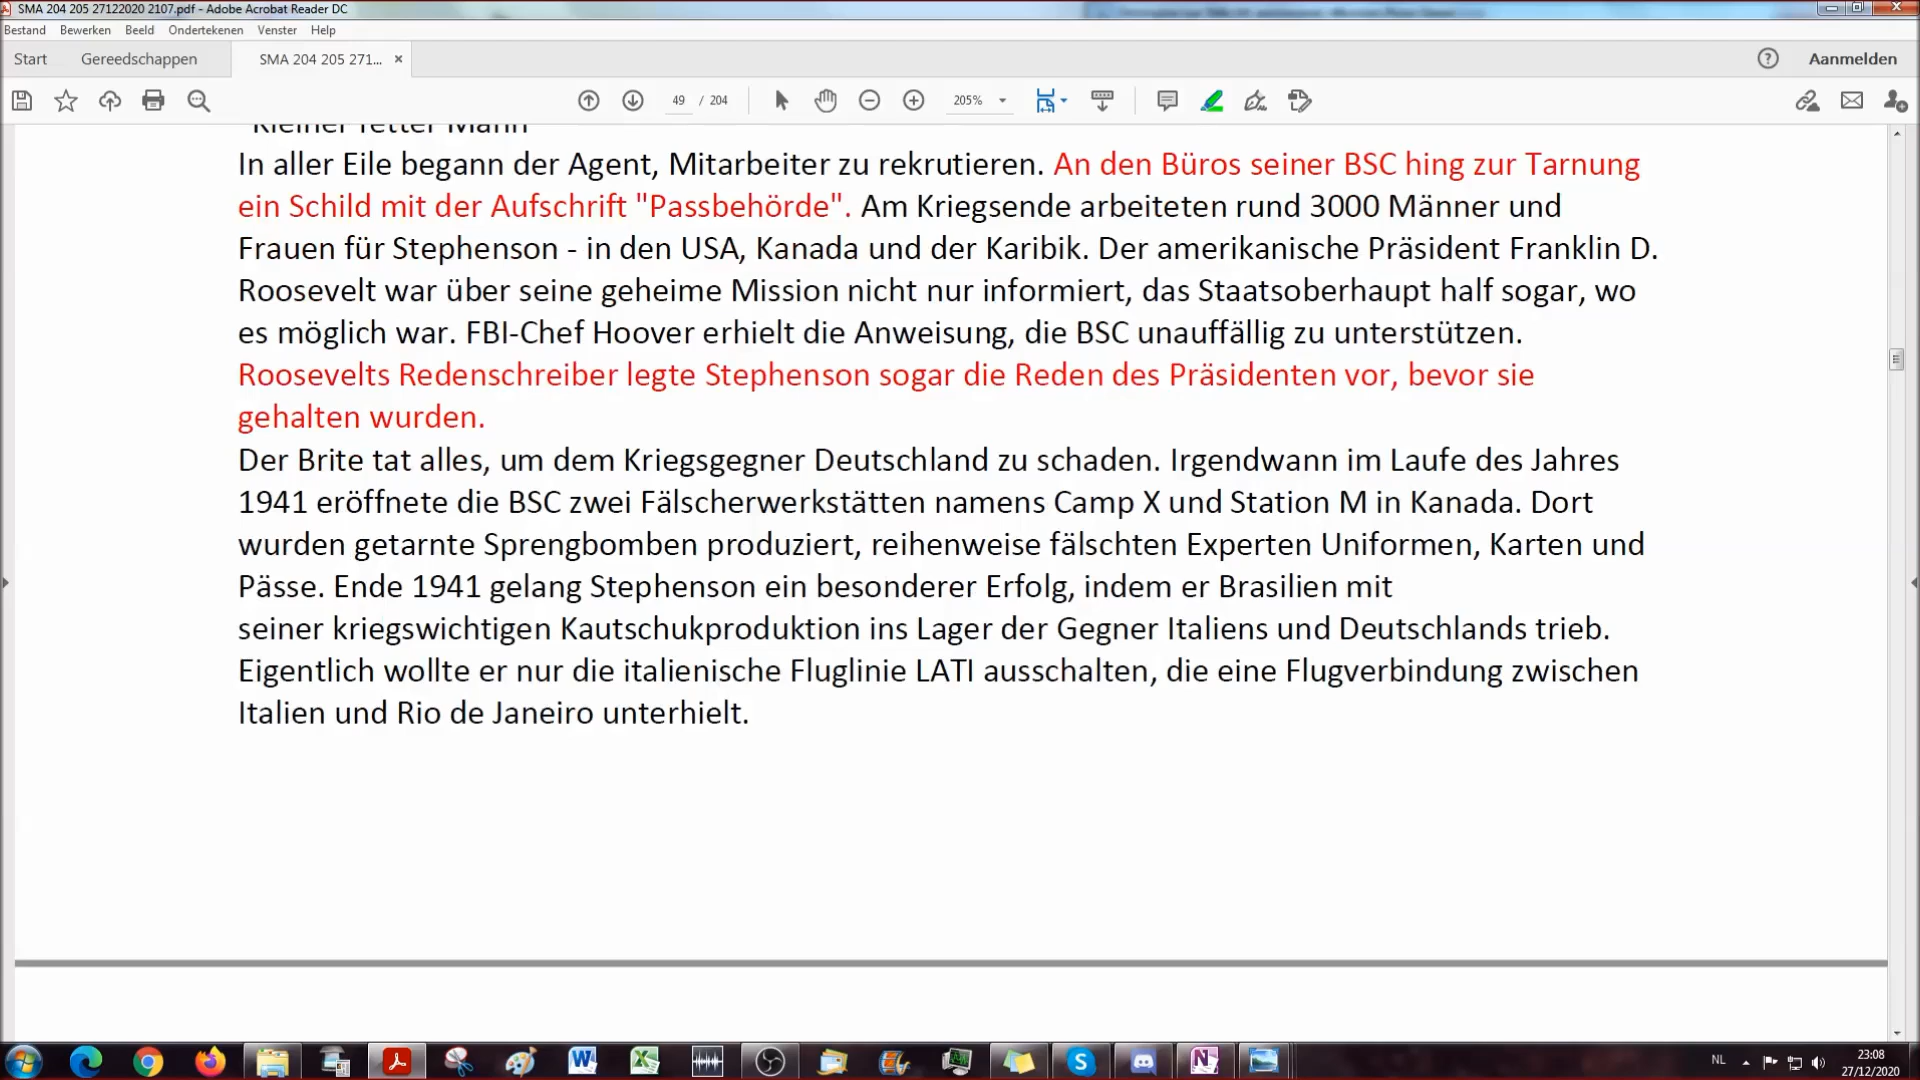 SMA 204 205 27122020 2107.pdf - Adobe Acrobat Reader DC
Bestand Bewerken Beeld Ondertekenen Venster Help
Start Gereedschappen SMA 204 205 271... × Aanmelden
49 / 204 205%
"Kleiner fetter Mann"
In aller Eile begann der Agent, Mitarbeiter zu rekrutieren. An den Büros seiner BSC hing zur Tarnung
ein Schild mit der Aufschrift "Passbehörde". Am Kriegsende arbeiteten rund 3000 Männer und
Frauen für Stephenson - in den USA, Kanada und der Karibik. Der amerikanische Präsident Franklin D.
Roosevelt war über seine geheime Mission nicht nur informiert, das Staatsoberhaupt half sogar, wo
es möglich war. FBI-Chef Hoover erhielt die Anweisung, die BSC unauffällig zu unterstützen.
Roosevelts Redenschreiber legte Stephenson sogar die Reden des Präsidenten vor, bevor sie
gehalten wurden.
Der Brite tat alles, um dem Kriegsgegner Deutschland zu schaden. Irgendwann im Laufe des Jahres
1941 eröffnete die BSC zwei Fälscherwerkstätten namens Camp X und Station M in Kanada. Dort
wurden getarnte Sprengbomben produziert, reihenweise fälschten Experten Uniformen, Karten und
Pässe. Ende 1941 gelang Stephenson ein besonderer Erfolg, indem er Brasilien mit
seiner kriegswichtigen Kautschukproduktion ins Lager der Gegner Italiens und Deutschlands trieb.
Eigentlich wollte er nur die italienische Fluglinie LATI ausschalten, die eine Flugverbindung zwischen
Italien und Rio de Janeiro unterhielt.
NL 23:08
27/12/2020